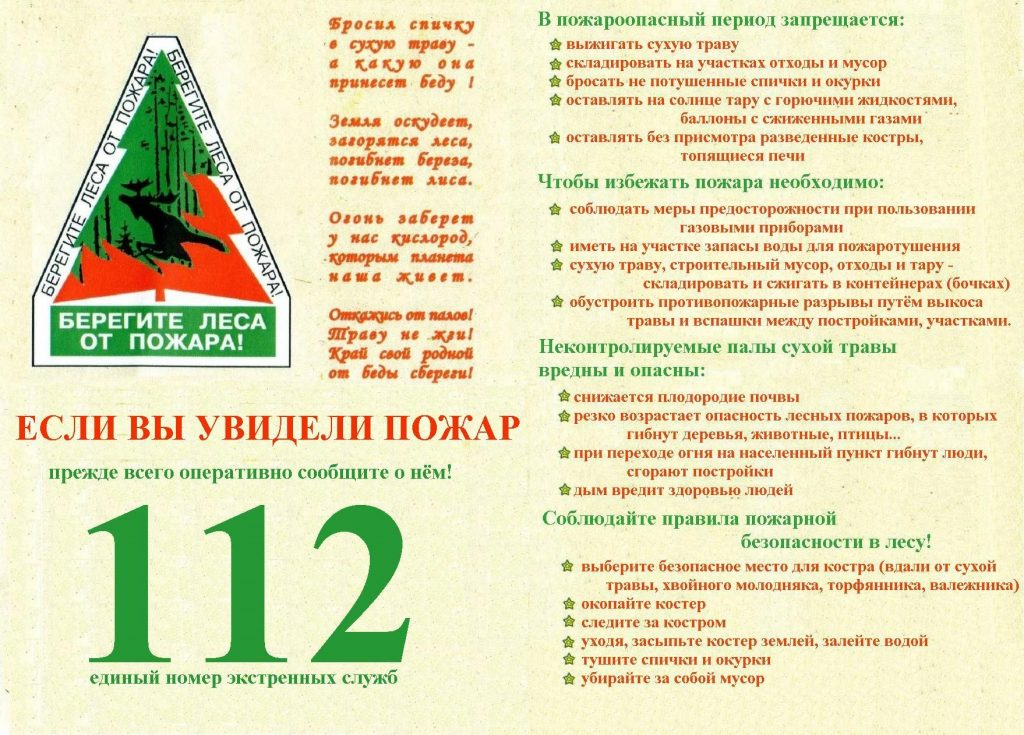 БЕРЕГИТЕ ЛЕСА ОТ ПОЖАРА!
БЕРЕГИТЕ ЛЕСА ОТ ПОЖАРА!
БЕРЕГИТЕ ЛЕСА
ОТ ПОЖАРА!
Бросил спичку
в сухую траву -
а какую она
принесет беду !
Земля оскудеет,
загорятся леса,
погибнет береза,
погибнет лиса.
Огонь заберет
у нас кислород,
которым планета
наша живет.
Откажись от палов!
Траву не жги!
Край свой родной
от беды сбереги!
ЕСЛИ ВЫ УВИДЕЛИ ПОЖАР
прежде всего оперативно сообщите о нём!
112
единый номер экстренных служб
В пожароопасный период запрещается:
выжигать сухую траву
складировать на участках отходы и мусор
бросать не потушенные спички и окурки
оставлять на солнце тару с горючими жидкостями,
баллоны с сжиженными газами
оставлять без присмотра разведенные костры,
топящиеся печи
Чтобы избежать пожара необходимо:
соблюдать меры предосторожности при пользовании
газовыми приборами
иметь на участке запасы воды для пожаротушения
сухую траву, строительный мусор, отходы и тару -
складировать и сжигать в контейнерах (бочках)
обустроить противопожарные разрывы путём выкоса
травы и вспашки между постройками, участками.
Неконтролируемые палы сухой травы
вредны и опасны:
снижается плодородие почвы
резко возрастает опасность лесных пожаров, в которых
гибнут деревья, животные, птицы...
при переходе огня на населенный пункт гибнут люди,
сгорают постройки
дым вредит здоровью людей
Соблюдайте правила пожарной
безопасности в лесу!
выберите безопасное место для костра (вдали от сухой
травы, хвойного молодняка, торфянника, валежника)
окопайте костер
следите за костром
уходя, засыпьте костер землей, залейте водой
тушите спички и окурки
убирайте за собой мусор